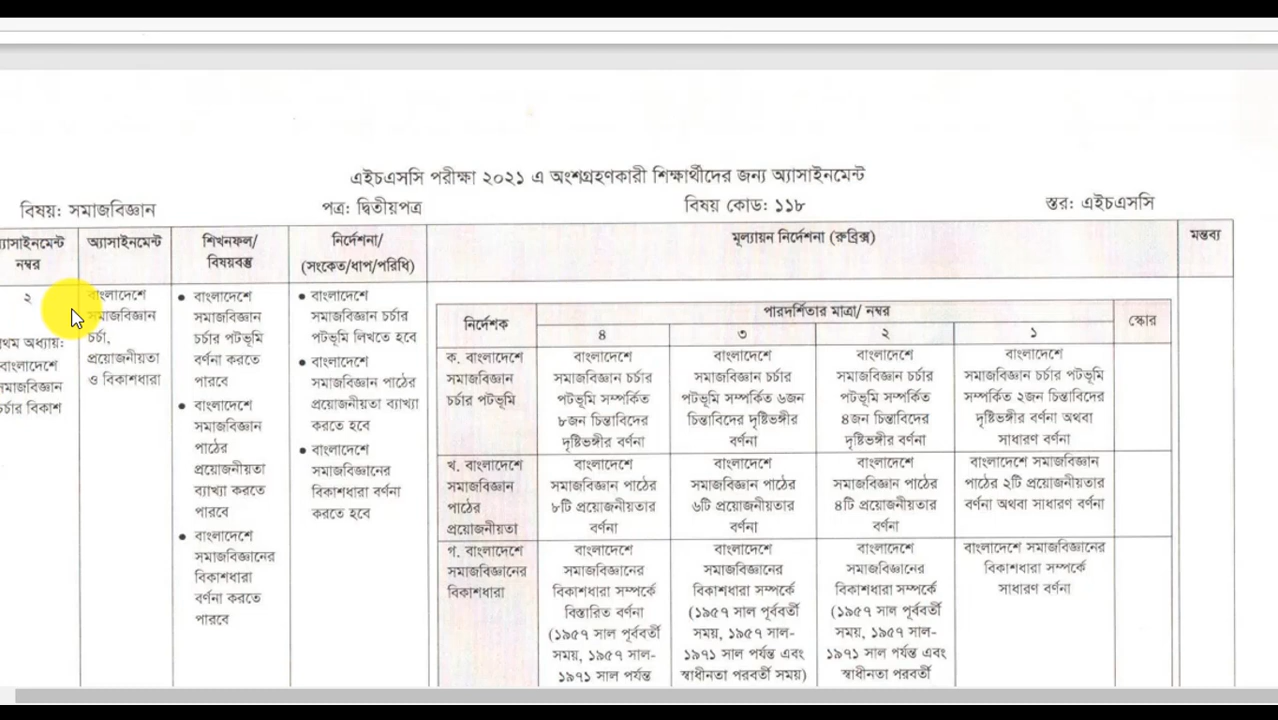 এইচএসসি পরীক্ষা ২০২১ এ অংশগ্রহণকারী শিক্ষার্থীদের জন্য অ্যাসাইনমেন্ট
বিষয়: সমাজবিজ্ঞান পত্র: দ্বিতীয়পত্র বিষয় কোড: ১১৮ স্তর: এইচএসসি
নম্বর
২
বাংলাদেশে
সমাজবিজ্ঞান
চর্চার বিকাশ
অ্যাসাইনমেন্ট
বাংলাদেশে
সমাজবিজ্ঞান
চর্চা,
প্রয়োজনীয়তা
ও বিকাশধারা
শিখনফল/
বিষয়বস্তু
• বাংলাদেশে
সমাজবিজ্ঞান
চর্চার পটভূমি
বর্ণনা করতে
পারবে
• বাংলাদেশে
সমাজবিজ্ঞান
পাঠের
প্রয়োজনীয়তা
ব্যাখ্যা করতে
পারবে
• বাংলাদেশে
সমাজবিজ্ঞানের
বিকাশধারা
বর্ণনা করতে
পারবে
নির্দেশনা/
(সংকেত/ধাপ/পরিধি)
• বাংলাদেশে
সমাজবিজ্ঞান চর্চার
পটভূমি লিখতে হবে
• বাংলাদেশে
সমাজবিজ্ঞান পাঠের
প্রয়োজনীয়তা ব্যাখ্যা
করতে হবে
• বাংলাদেশে
সমাজবিজ্ঞানের
বিকাশধারা বর্ণনা
করতে হবে
মূল্যায়ন নির্দেশনা (রুব্রিক্স)
মন্তব্য
নির্দেশক
পারদর্শিতার মাত্রা/ নম্বর
স্কোর
৪ ৩ ২ ১
ক. বাংলাদেশে
সমাজবিজ্ঞান
চর্চার পটভূমি
বাংলাদেশে
সমাজবিজ্ঞান চর্চার
পটভূমি সম্পর্কিত
৮জন চিন্তাবিদের
দৃষ্টিভঙ্গীর বর্ণনা
বাংলাদেশে
সমাজবিজ্ঞান চর্চার
পটভূমি সম্পর্কিত ৬জন
চিন্তাবিদের দৃষ্টিভঙ্গীর
বর্ণনা
বাংলাদেশে
সমাজবিজ্ঞান চর্চার
পটভূমি সম্পর্কিত
৪জন চিন্তাবিদের
দৃষ্টিভঙ্গীর বর্ণনা
বাংলাদেশে
সমাজবিজ্ঞান চর্চার পটভূমি
সম্পর্কিত ২জন চিন্তাবিদের
দৃষ্টিভঙ্গীর বর্ণনা অথবা
সাধারণ বর্ণনা
খ. বাংলাদেশে
সমাজবিজ্ঞান
পাঠের
প্রয়োজনীয়তা
বাংলাদেশে
সমাজবিজ্ঞান পাঠের
৮টি প্রয়োজনীয়তার
বর্ণনা
বাংলাদেশে
সমাজবিজ্ঞান পাঠের
৬টি প্রয়োজনীয়তার
বর্ণনা
বাংলাদেশে
সমাজবিজ্ঞান পাঠের
৪টি প্রয়োজনীয়তার
বর্ণনা
বাংলাদেশে সমাজবিজ্ঞান
পাঠের ২টি প্রয়োজনীয়তার
বর্ণনা অথবা সাধারণ বর্ণনা
গ. বাংলাদেশে
সমাজবিজ্ঞানের
বিকাশধারা
বাংলাদেশে
সমাজবিজ্ঞানের
বিকাশধারা সম্পর্কে
বিস্তারিত বর্ণনা
(১৯৫৭ সাল পূর্ববর্তী
সময়, ১৯৫৭ সাল-
১৯৭১ সাল পর্যন্ত
বাংলাদেশে
সমাজবিজ্ঞানের
বিকাশধারা সম্পর্কে
(১৯৫৭ সাল পূর্ববর্তী
সময়, ১৯৫৭ সাল-
১৯৭১ সাল পর্যন্ত এবং
স্বাধীনতা পরবর্তী সময়)
বাংলাদেশে
সমাজবিজ্ঞানের
বিকাশধারা সম্পর্কে
(১৯৫৭ সাল পূর্ববর্তী
সময়, ১৯৫৭ সাল-
১৯৭১ সাল পর্যন্ত এবং
স্বাধীনতা পরবর্তী
বাংলাদেশে সমাজবিজ্ঞানের
বিকাশধারা সম্পর্কে
সাধারণ বর্ণনা